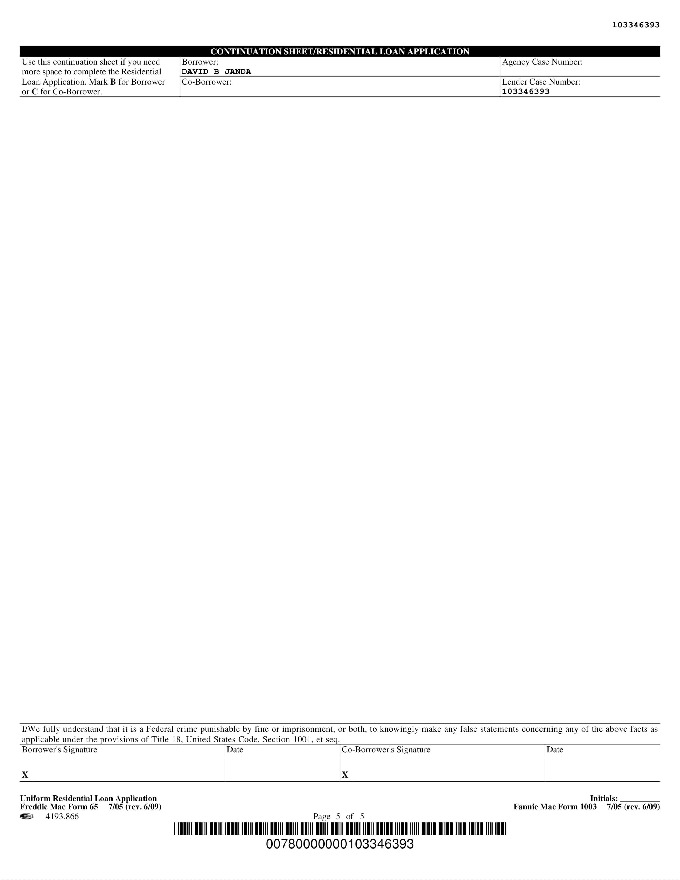 103346393
CONTINUATION SHEET/RESIDENTIAL LOAN APPLICATION
Use this continuation sheet if you need
more space to complete the Residential
Loan Application. Mark B for Borrower
or C for Co-Borrower.
Borrower:
DAVID B JANDA
Agency Case Number:
Co-Borrower:
Lender Case Number:
103346393
I/We fully understand that it is a Federal crime punishable by fine or imprisonment, or both, to knowingly make any false statements concerning any of the above facts as
applicable under the provisions of Title 18, United States Code, Section 1001, et seq.
Borrower's Signature Date Co-Borrower's Signature Date
X X
Uniform Residential Loan Application Initials:
Freddie Mac Form 65 7/05 (rev. 6/09) Fannie Mae Form 1003 7/05 (rev. 6/09)
4193.866 Page 5 of 5
00780000000103346393